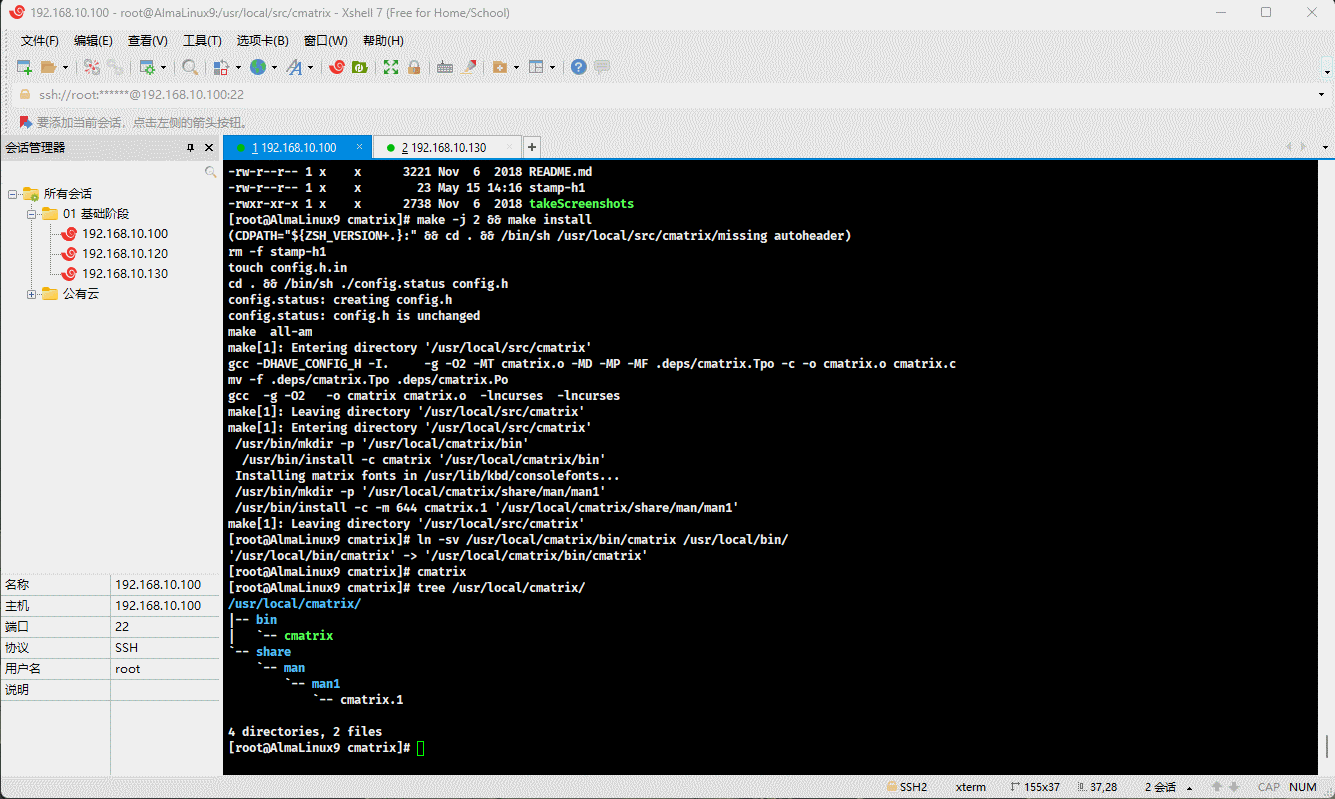 192.168.10.100 - root@AlmaLinux9:/usr/local/src/cmatrix - Xshell 7 (Free for Home/School)
文件(F) 编辑(E) 查看(V) 工具(T) 选项卡(B) 窗口(W) 帮助(H)
ssh://root:******@192.168.10.100:22
要添加当前会话，点击左侧的箭头按钮。
会话管理器
所有会话
01 基础阶段
192.168.10.100
192.168.10.120
192.168.10.130
公有云
名称 192.168.10.100
主机 192.168.10.100
端口 22
协议 SSH
用户名 root
说明
1 192.168.10.100 × 2 192.168.10.130 × +
-rw-r--r-- 1 x    x      3221 Nov  6  2018 README.md
-rw-r--r-- 1 x    x        23 May 15 14:16 stamp-h1
-rwxr-xr-x 1 x    x      2738 Nov  6  2018 takeScreenshots
[root@AlmaLinux9 cmatrix]# make -j 2 && make install
(CDPATH="${ZSH_VERSION+.}:" && cd . && /bin/sh /usr/local/src/cmatrix/missing autoheader)
rm -f stamp-h1
touch config.h.in
cd . && /bin/sh ./config.status config.h
config.status: creating config.h
config.status: config.h is unchanged
make  all-am
make[1]: Entering directory '/usr/local/src/cmatrix'
gcc -DHAVE_CONFIG_H -I.     -g -O2 -MT cmatrix.o -MD -MP -MF .deps/cmatrix.Tpo -c -o cmatrix.o cmatrix.c
mv -f .deps/cmatrix.Tpo .deps/cmatrix.Po
gcc  -g -O2   -o cmatrix cmatrix.o  -lncurses  -lncurses
make[1]: Leaving directory '/usr/local/src/cmatrix'
make[1]: Entering directory '/usr/local/src/cmatrix'
 /usr/bin/mkdir -p '/usr/local/cmatrix/bin'
  /usr/bin/install -c cmatrix '/usr/local/cmatrix/bin'
 Installing matrix fonts in /usr/lib/kbd/consolefonts...
 /usr/bin/mkdir -p '/usr/local/cmatrix/share/man/man1'
 /usr/bin/install -c -m 644 cmatrix.1 '/usr/local/cmatrix/share/man/man1'
make[1]: Leaving directory '/usr/local/src/cmatrix'
[root@AlmaLinux9 cmatrix]# ln -sv /usr/local/cmatrix/bin/cmatrix /usr/local/bin/
'/usr/local/bin/cmatrix' -> '/usr/local/cmatrix/bin/cmatrix'
[root@AlmaLinux9 cmatrix]# cmatrix
[root@AlmaLinux9 cmatrix]# tree /usr/local/cmatrix/
/usr/local/cmatrix/
|-- bin
|   `-- cmatrix
`-- share
    `-- man
        `-- man1
            `-- cmatrix.1
4 directories, 2 files
[root@AlmaLinux9 cmatrix]#
SSH2 xterm 155x37 37,28 2 会话 CAP NUM